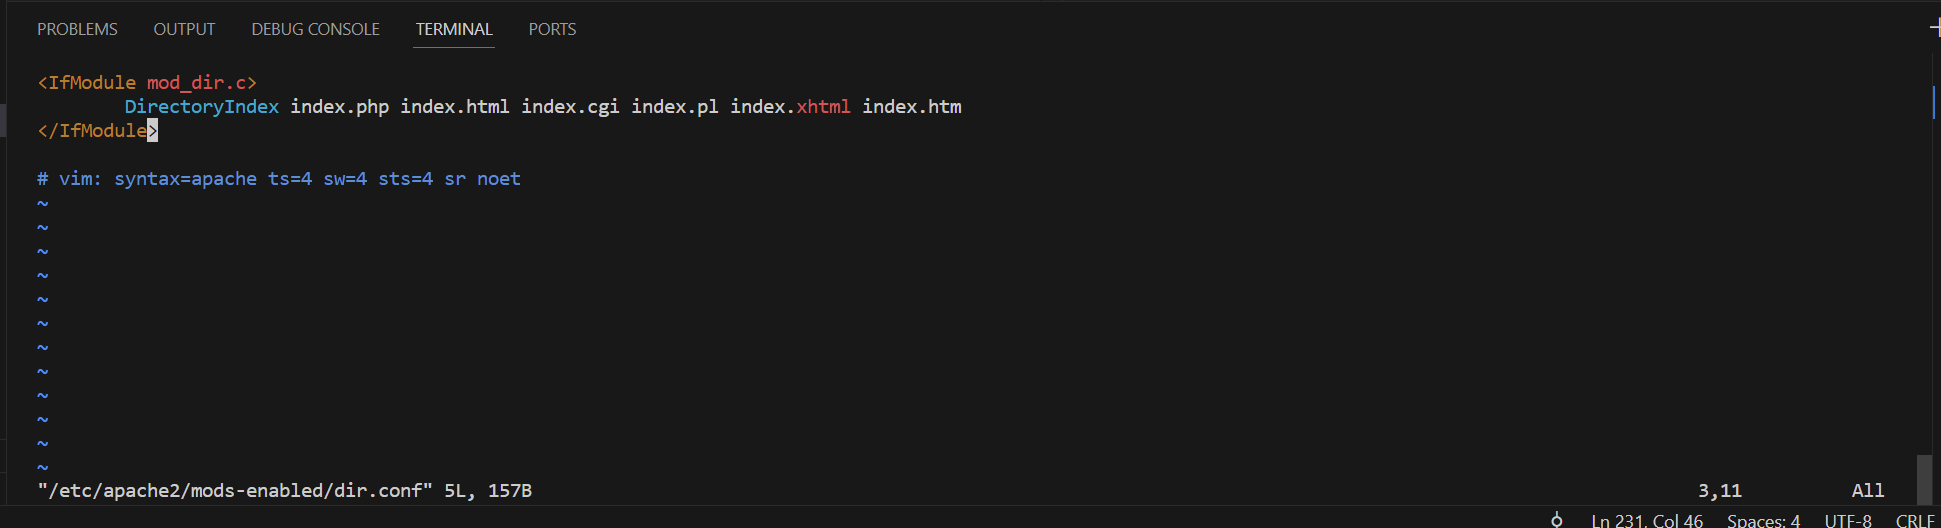 PROBLEMS OUTPUT DEBUG CONSOLE TERMINAL PORTS
<IfModule mod_dir.c>
        DirectoryIndex index.php index.html index.cgi index.pl index.xhtml index.htm
</IfModule>
# vim: syntax=apache ts=4 sw=4 sts=4 sr noet
~
~
~
~
~
~
~
~
~
~
~
~
"/etc/apache2/mods-enabled/dir.conf" 5L, 157B 3,11 All
Ln 231, Col 46 Spaces: 4 UTF-8 CRLF